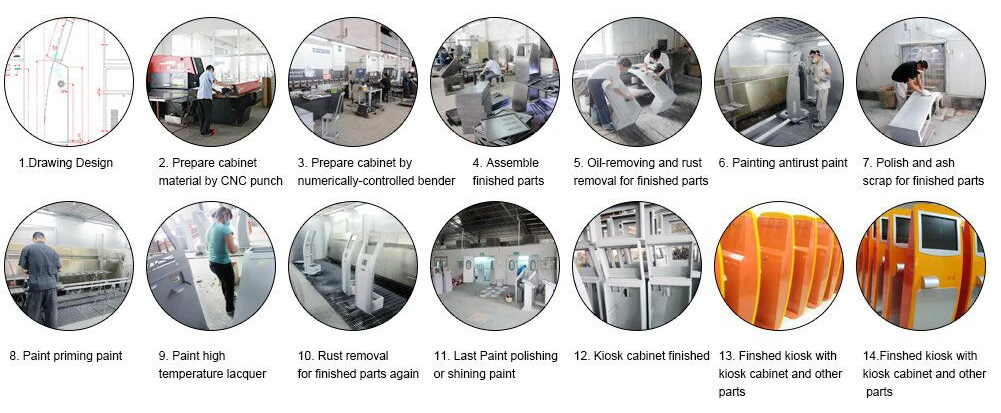 1.Drawing Design
2. Prepare cabinet
material by CNC punch
3. Prepare cabinet by
numerically-controlled bender
4. Assemble
finished parts
5. Oil-removing and rust
removal for finished parts
6. Painting antirust paint
7. Polish and ash
scrap for finished parts
8. Paint priming paint
9. Paint high
temperature lacquer
10. Rust removal
for finished parts again
11. Last Paint polishing
or shining paint
12. Kiosk cabinet finished
13. Finshed kiosk with
kiosk cabinet and other
parts
14.Finshed kiosk with
kiosk cabinet and other
parts